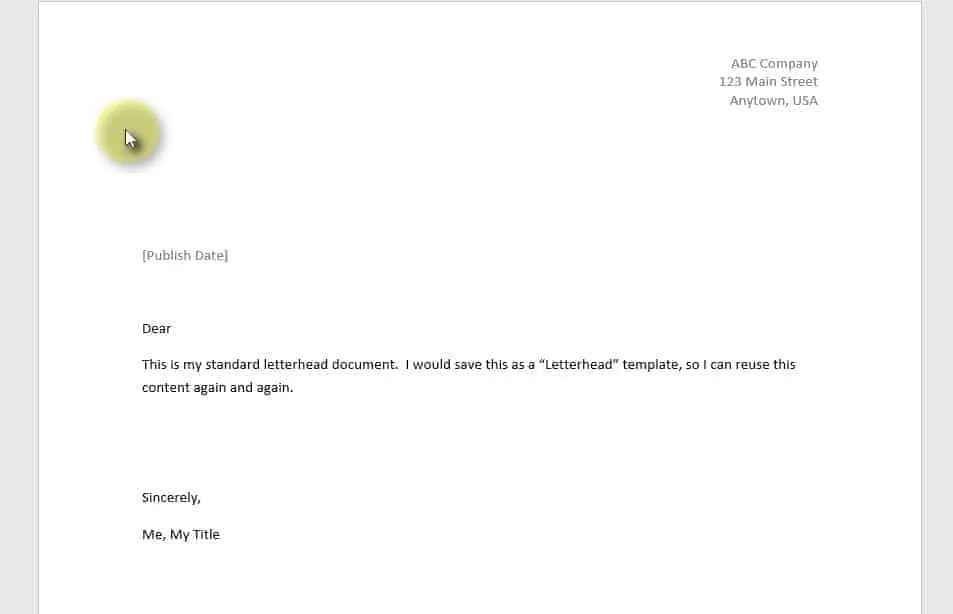 ABC Company
123 Main Street
Anytown, USA
[Publish Date]
Dear
This is my standard letterhead document.  I would save this as a “Letterhead” template, so I can reuse this
content again and again.
Sincerely,
Me, My Title